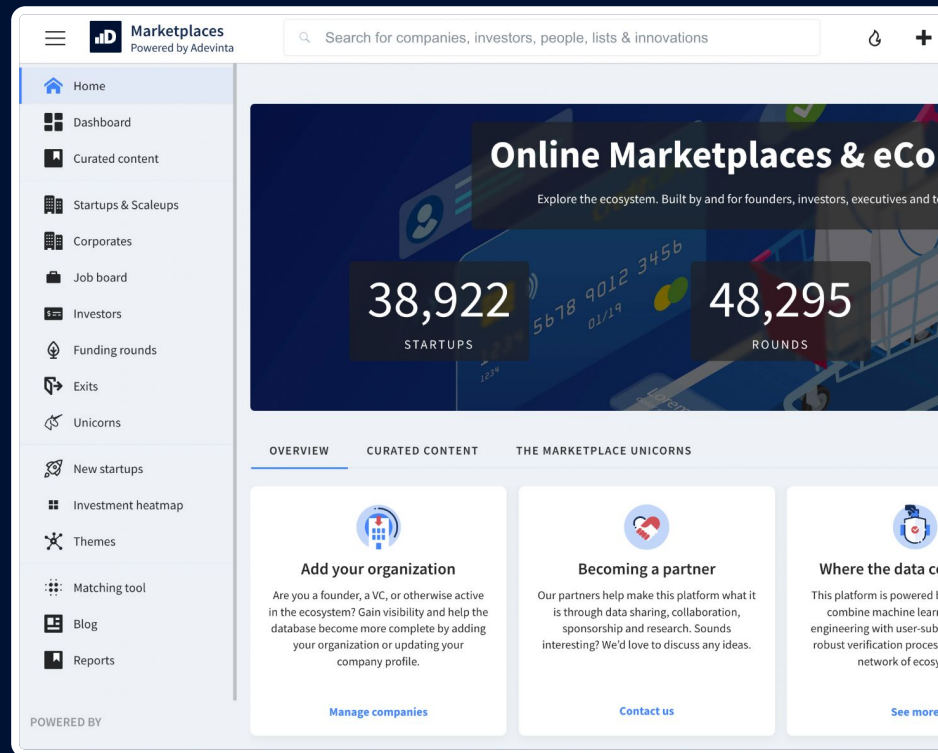 Marketplaces
Powered by Adevinta
Search for companies, investors, people, lists & innovations
Home
Dashboard
Curated content
Startups & Scaleups
Corporates
Job board
Investors
Funding rounds
Exits
Unicorns
New startups
Investment heatmap
Themes
Matching tool
Blog
Reports
POWERED BY
Online Marketplaces & eCo
Explore the ecosystem. Built by and for founders, investors, executives and t
5678 9012 3456
01/19
1234
38,922
STARTUPS
48,295
ROUNDS
OVERVIEW
CURATED CONTENT
THE MARKETPLACE UNICORNS
Add your organization
Are you a founder, a VC, or otherwise active
in the ecosystem? Gain visibility and help the
database become more complete by adding
your organization or updating your
company profile.
Manage companies
Becoming a partner
Our partners help make this platform what it
is through data sharing, collaboration,
sponsorship and research. Sounds
interesting? We'd love to discuss any ideas.
Contact us
Where the data c
This platform is powered
combine machine lear
engineering with user-sub
robust verification proces
network of ecosy
See more